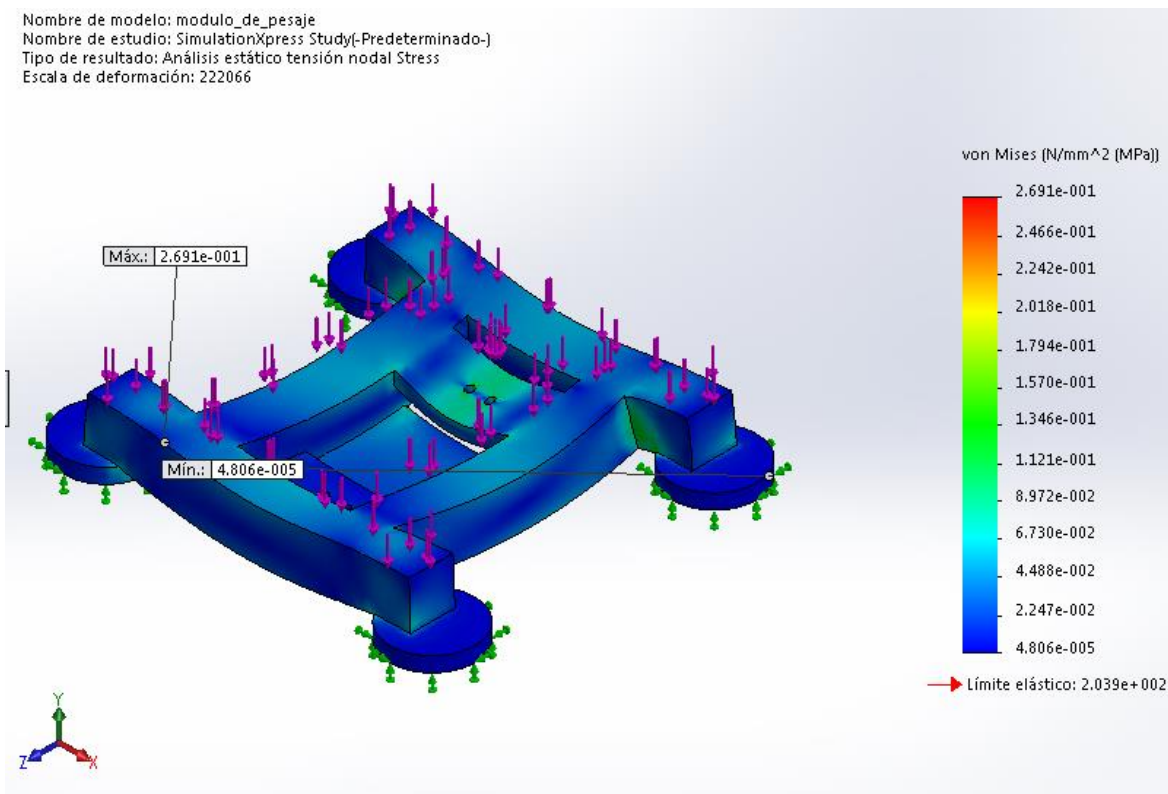 Nombre de modelo: modulo_de_pesaje
Nombre de estudio: SimulationXpress Study(-Predeterminado-)
Tipo de resultado: Análisis estático tensión nodal Stress
Escala de deformación: 222066
von Mises (N/mm^2 (MPa))
2.691e-001
2.466e-001
2.242e-001
2.018e-001
1.794e-001
1.570e-001
1.346e-001
1.121e-001
8.972e-002
6.730e-002
4.488e-002
2.247e-002
4.806e-005
Límite elástico: 2.039e+002
Máx.: 2.691e-001
Mín.: 4.806e-005
Y
Z
X